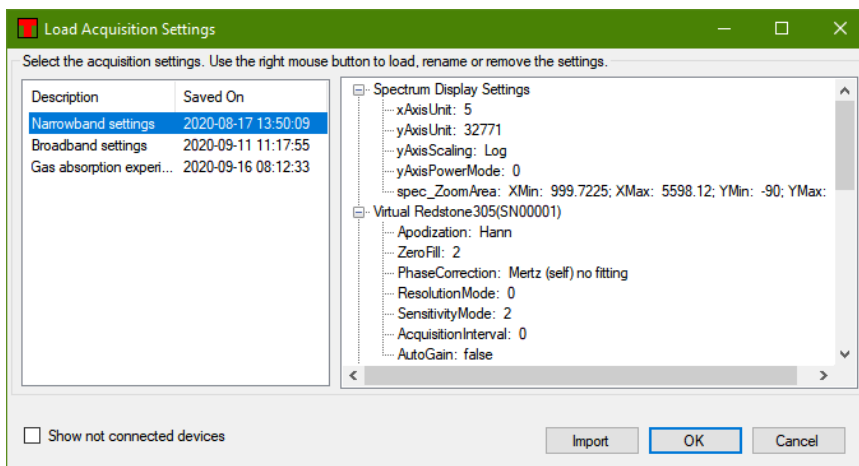 Load Acquisition Settings
Select the acquisition settings. Use the right mouse button to load, rename or remove the settings.
Description Saved On
Narrowband settings 2020-08-17 13:50:09
Broadband settings 2020-09-11 11:17:55
Gas absorption experi... 2020-09-16 08:12:33
Spectrum Display Settings
xAxisUnit: 5
yAxisUnit: 32771
yAxisScaling: Log
yAxisPowerMode: 0
spec_ZoomArea: XMin: 999.7225; XMax: 5598.12; YMin: -90; YMax:
Virtual Redstone305(SN00001)
Apodization: Hann
ZeroFill: 2
PhaseCorrection: Mertz (self) no fitting
ResolutionMode: 0
SensitivityMode: 2
AcquisitionInterval: 0
AutoGain: false
Show not connected devices
Import OK Cancel